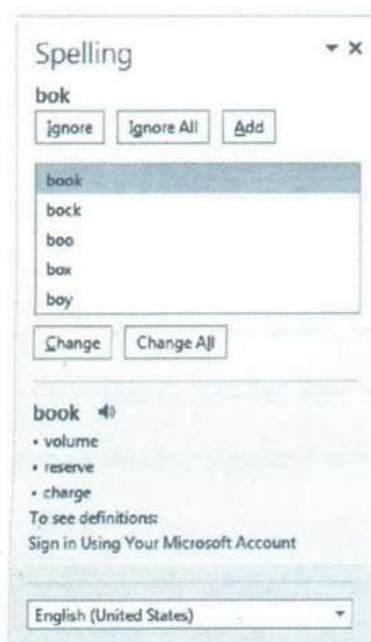 Spelling
bok
Ignore Ignore All Add
book
bock
boo
box
boy
Change Change All
book
• volume
• reserve
• charge
To see definitions:
Sign in Using Your Microsoft Account
English (United States)